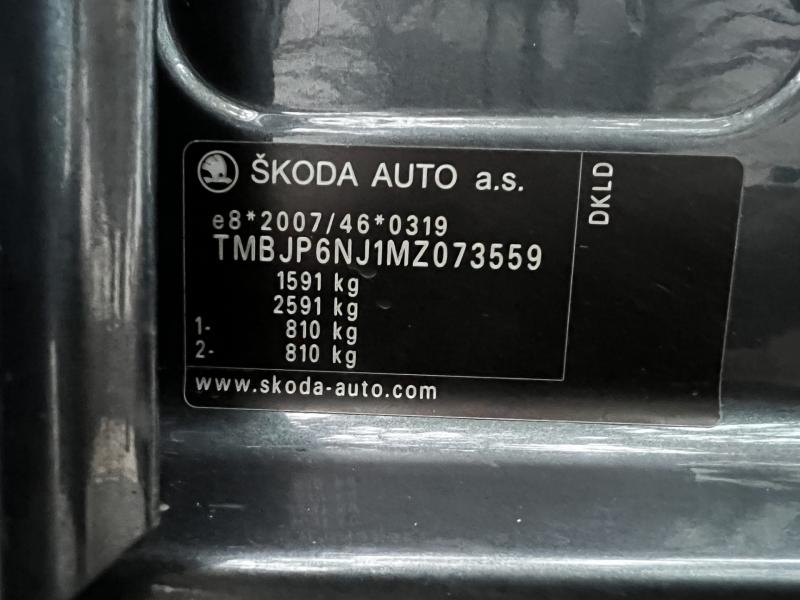 ŠKODA AUTO a.s.
e8*2007/46*0319
TMBJP6NJ1MZ073559
1591 kg
2591 kg
1- 810 kg
2- 810 kg
www.skoda-auto.com
DKLD